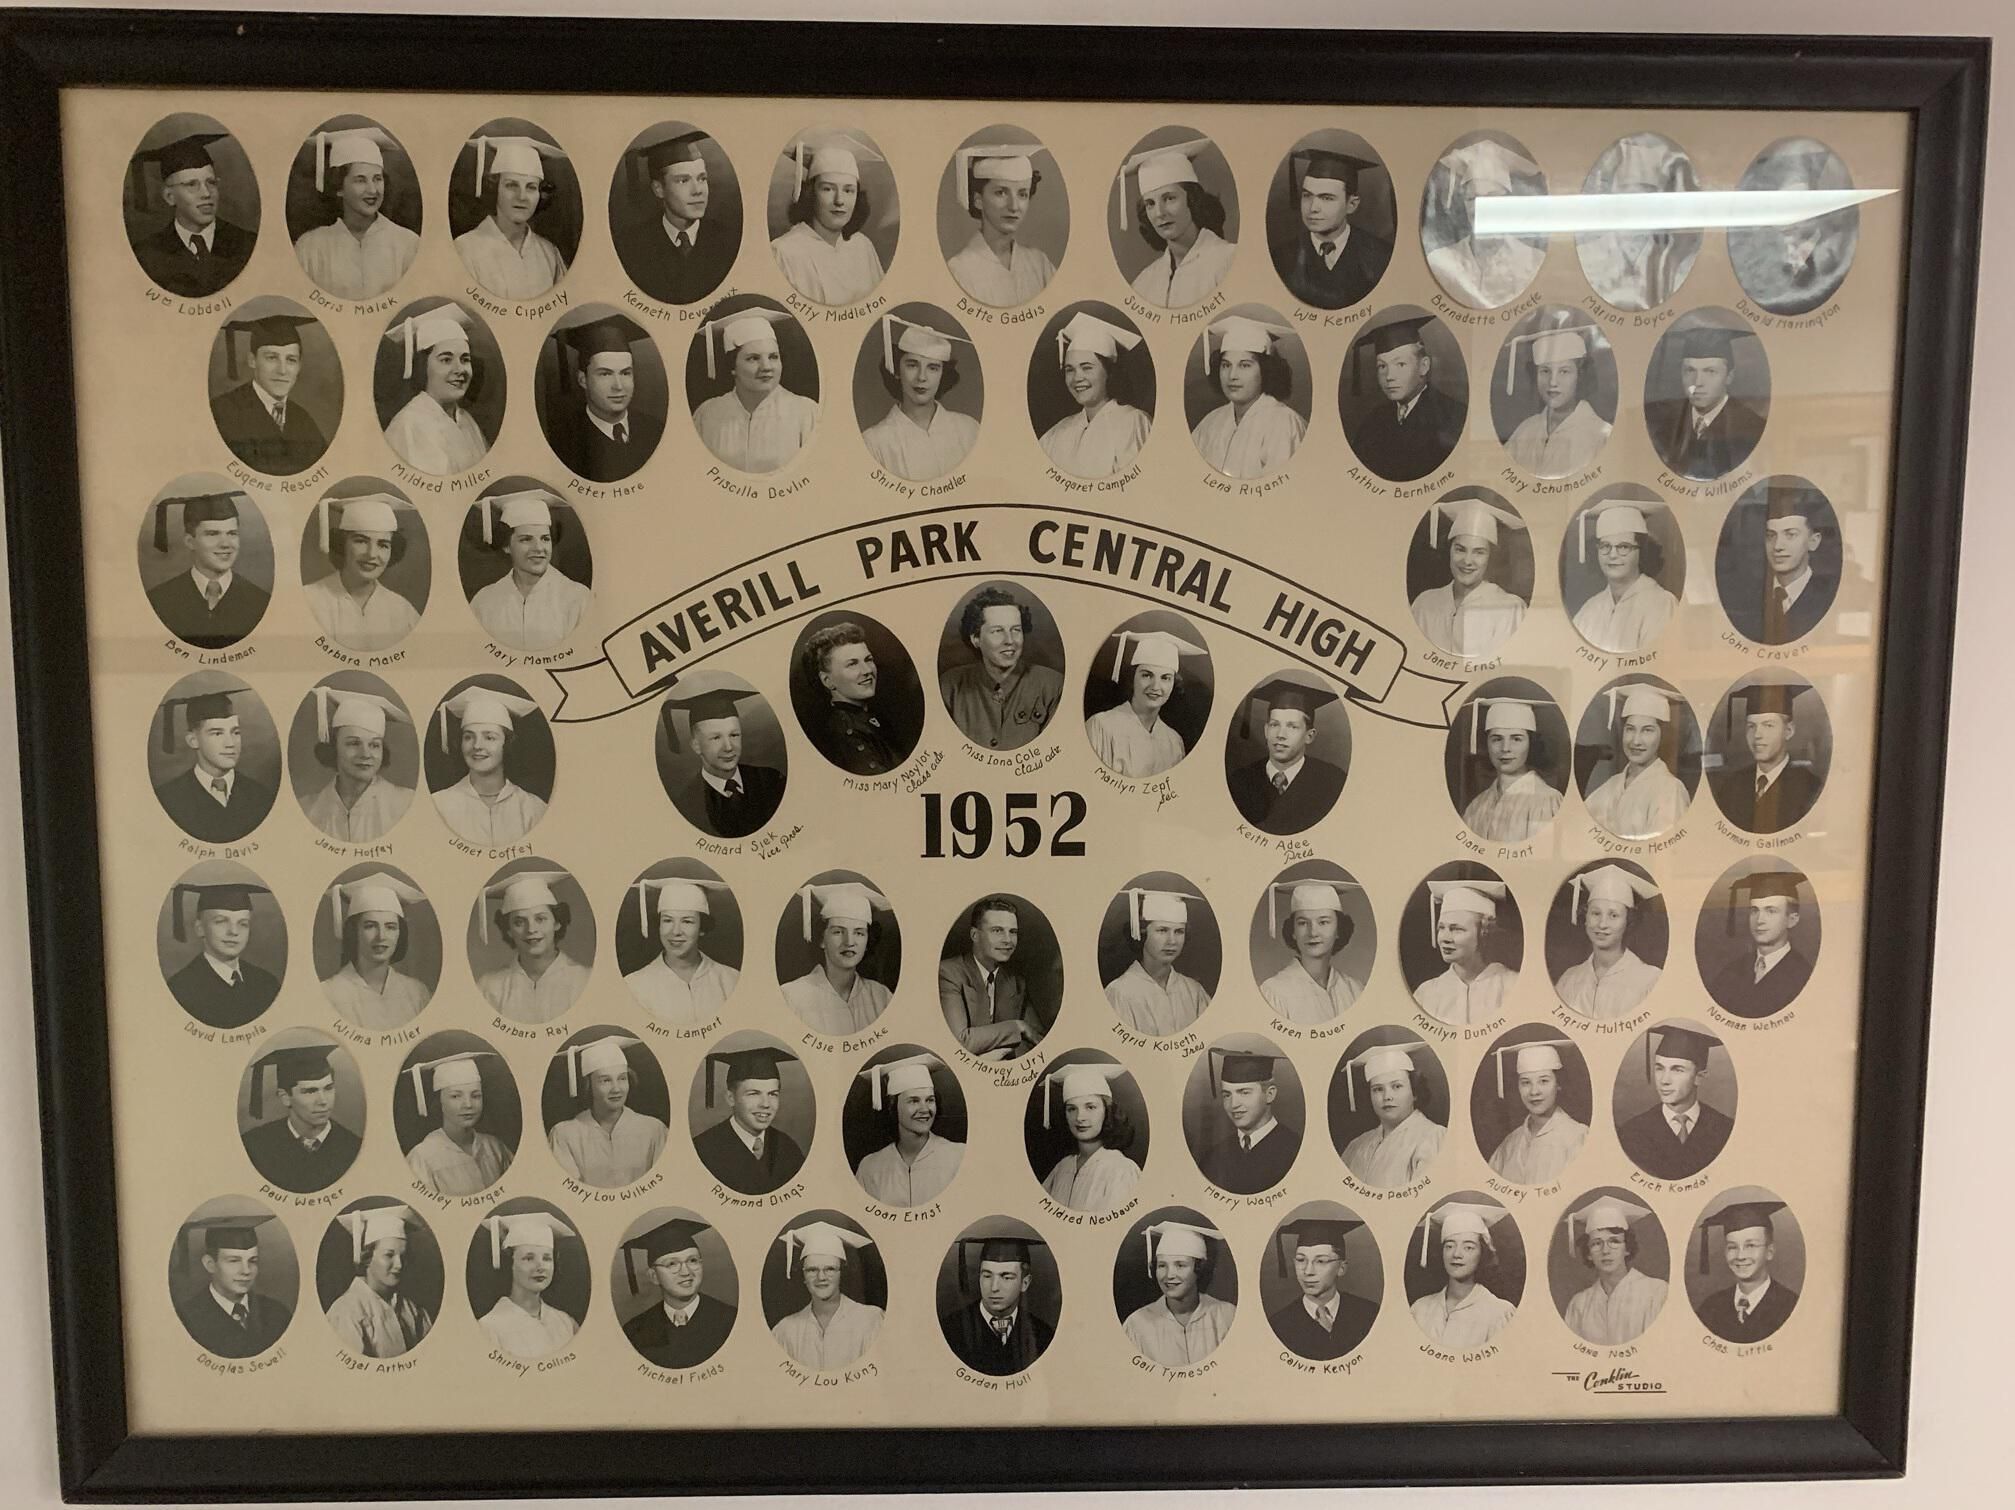 Wm Lobdell
Doris Malek
Jeanne Cipperly
Kenneth Devereaux
Betty Middleton
Bette Gaddis
Susan Hanchett
Wm Kenney
Bernadette O'Keefe
Marion Boyce
Donald Harrington
Eugene Rescott
Mildred Miller
Peter Hare
Priscilla Devlin
Shirley Chandler
Margaret Campbell
Lena Riganti
Arthur Bernheime
Mary Schumacher
Edward Williams
Ben Lindeman
Barbara Maier
Mary Mamrow
AVERILL PARK CENTRAL HIGH
Janet Ernst
Mary Timber
John Craven
Ralph Davis
Janet Hoffay
Janet Coffey
Richard Siek
Vice Pres.
Miss Mary Naylor
class adv.
Miss Iona Cole
class adv.
Marilyn Zepf
Sec.
Keith Adee
Pres
Diane Plant
Marjorie Herman
Norman Gallman
1952
David Lampila
Wilma Miller
Barbara Ray
Ann Lampert
Elsie Behnke
Mr. Harvey Ury
class adv
Ingrid Kolseth
Tres
Karen Bauer
Marilyn Dunton
Ingrid Hultgren
Norman Wehnau
Paul Werger
Shirley Warger
Mary Lou Wilkins
Raymond Dings
Joan Ernst
Mildred Neubauer
Harry Wagner
Barbara Paetzold
Audrey Teal
Erich Komdat
Douglas Sewell
Hazel Arthur
Shirley Collins
Michael Fields
Mary Lou Kunz
Gordon Hull
Gail Tymeson
Calvin Kenyon
Joane Walsh
Jane Nash
Chas. Little
THE Conklin STUDIO